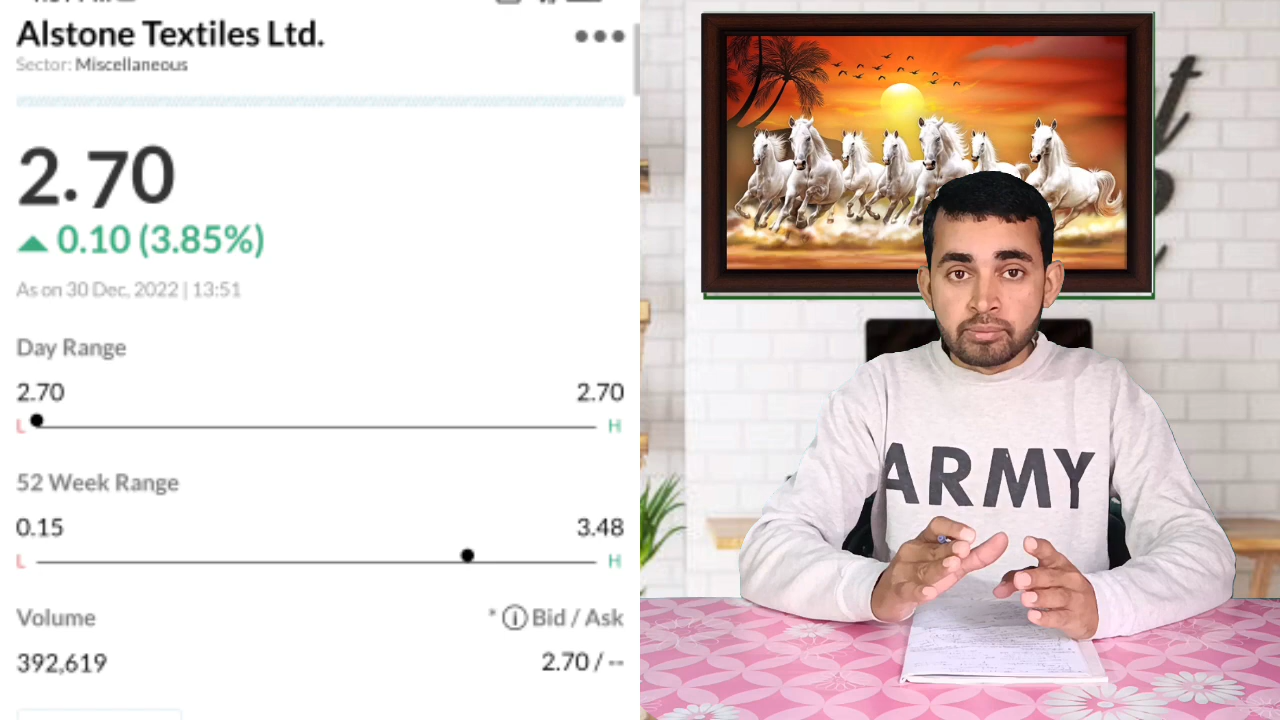 Alstone Textiles Ltd.
Sector: Miscellaneous
2.70
0.10 (3.85%)
As on 30 Dec, 2022 | 13:51
Day Range
2.70 2.70
L H
52 Week Range
0.15 3.48
L H
Volume * i Bid / Ask
392,619 2.70 / --
ARMY